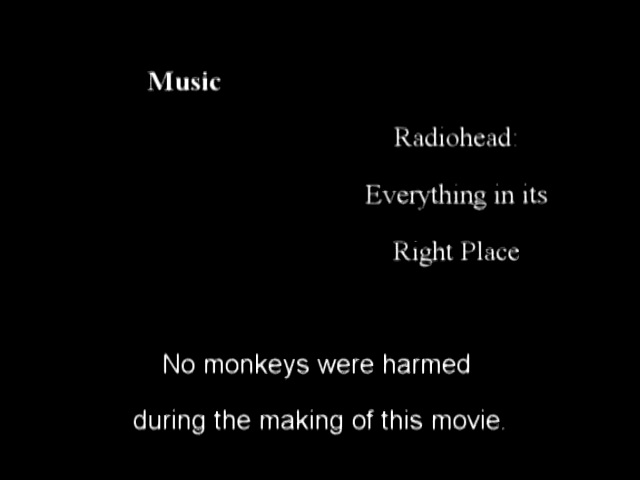 Music
Radiohead:
Everything in its
Right Place
No monkeys were harmed
during the making of this movie.